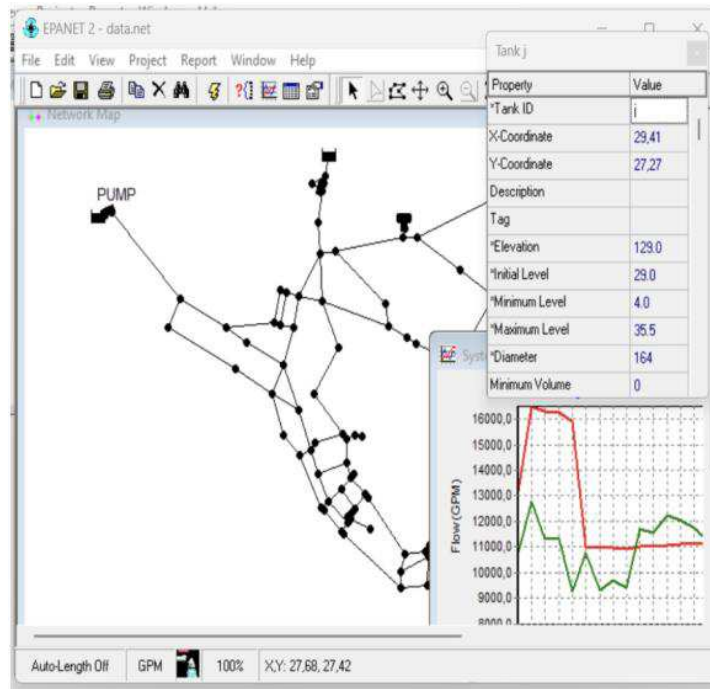 EPANET 2 - data.net
File Edit View Project Report Window Help
Network Map
PUMP
Tank j
Property Value
*Tank ID j
X-Coordinate 29,41
Y-Coordinate 27,27
Description
Tag
*Elevation 129.0
*Initial Level 29.0
*Minimum Level 4.0
*Maximum Level 35.5
*Diameter 164
Minimum Volume 0
Syst
Flow (GPM)
16000,0
15000,0
14000,0
13000,0
12000,0
11000,0
10000,0
9000,0
8000,0
Auto-Length Off GPM 100% X,Y: 27,68, 27,42